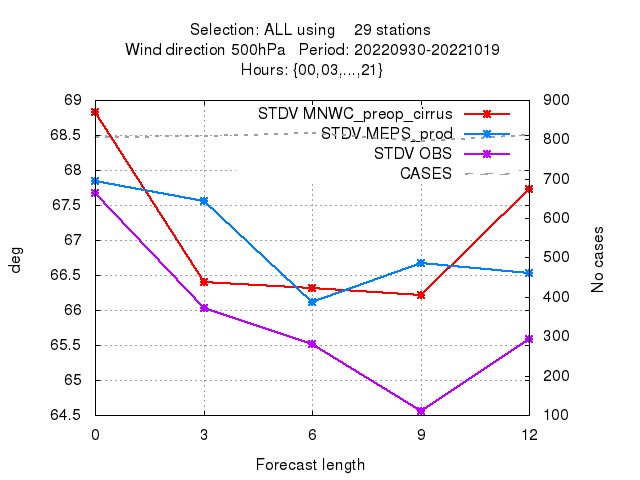 Selection: ALL using 29 stations
Wind direction 500hPa Period: 20220930-20221019
Hours: {00,03,...,21}
69 900
STDV MNWC_preop_cirrus
68.5 800
STDV MEPS_prod
STDV OBS
68 700
CASES
67.5 600
67 500
66.5 400
66 300
65.5 200
65
64.5 100
deg
No cases
0 3 6 9 12
Forecast length